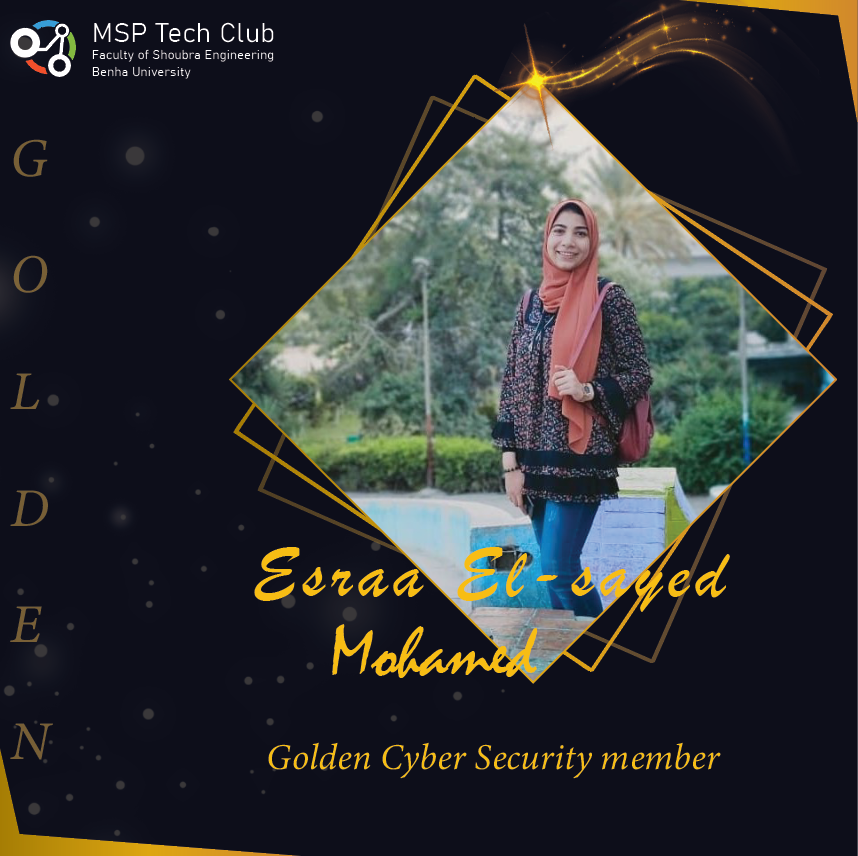 MSP Tech Club
Faculty of Shoubra Engineering
Benha University
G
O
L
D
E
N
Esraa El-sayed
Mohamed
Golden Cyber Security member